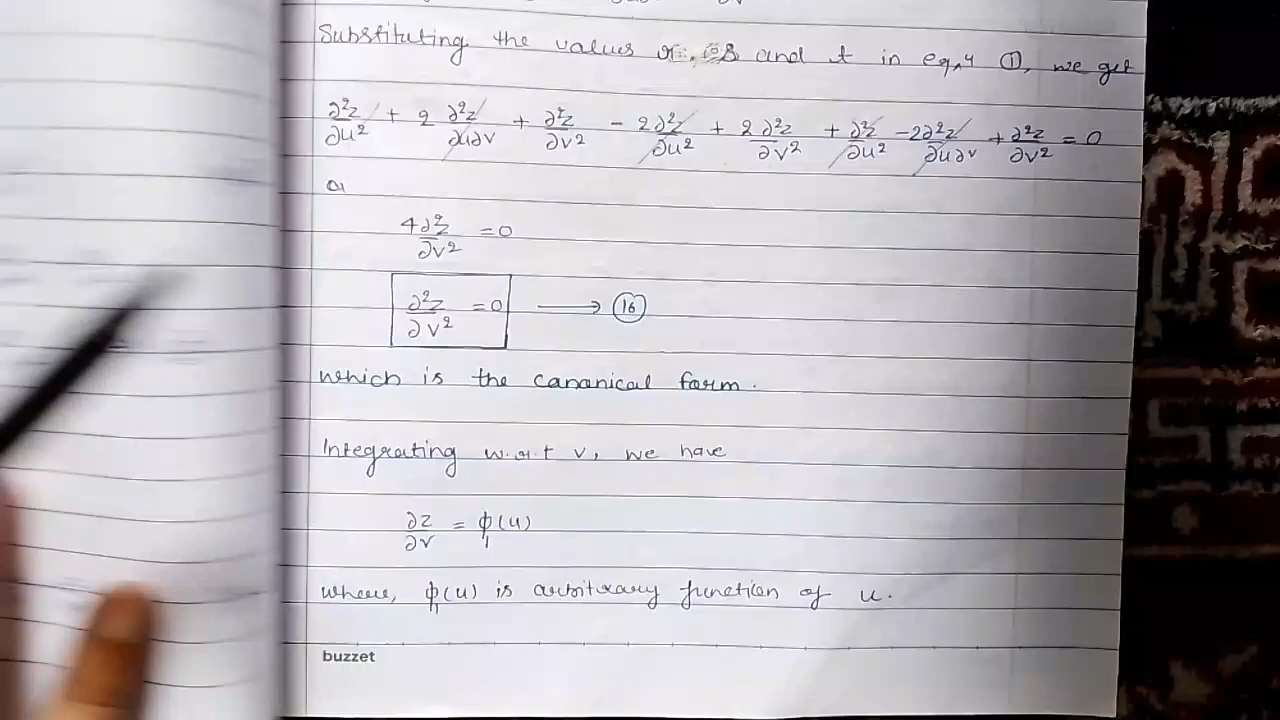 Substituting the values r, s and t in eqn (1), we get
∂²z/∂u² + 2 ∂²z/∂u∂v + ∂²z/∂v² - 2∂²z/∂u² + 2∂²z/∂v² + ∂²z/∂u² - 2∂²z/∂u∂v + ∂²z/∂v² = 0
or
4∂²z/∂v² = 0
∂²z/∂v² = 0 → (16)
which is the cananical form.
Integrating w.r.t v, we have
∂z/∂v = ϕ₁(u)
where, ϕ₁(u) is arbitrary function of u.
buzzet